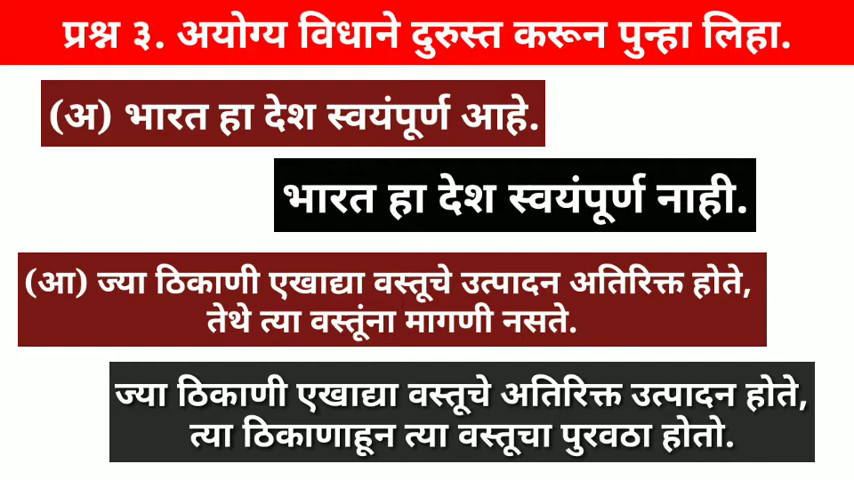 प्रश्न ३. अयोग्य विधाने दुरुस्त करून पुन्हा लिहा.
(अ) भारत हा देश स्वयंपूर्ण आहे.
भारत हा देश स्वयंपूर्ण नाही.
(आ) ज्या ठिकाणी एखाद्या वस्तूचे उत्पादन अतिरिक्त होते,
तेथे त्या वस्तूंना मागणी नसते.
ज्या ठिकाणी एखाद्या वस्तूचे अतिरिक्त उत्पादन होते,
त्या ठिकाणाहून त्या वस्तूचा पुरवठा होतो.